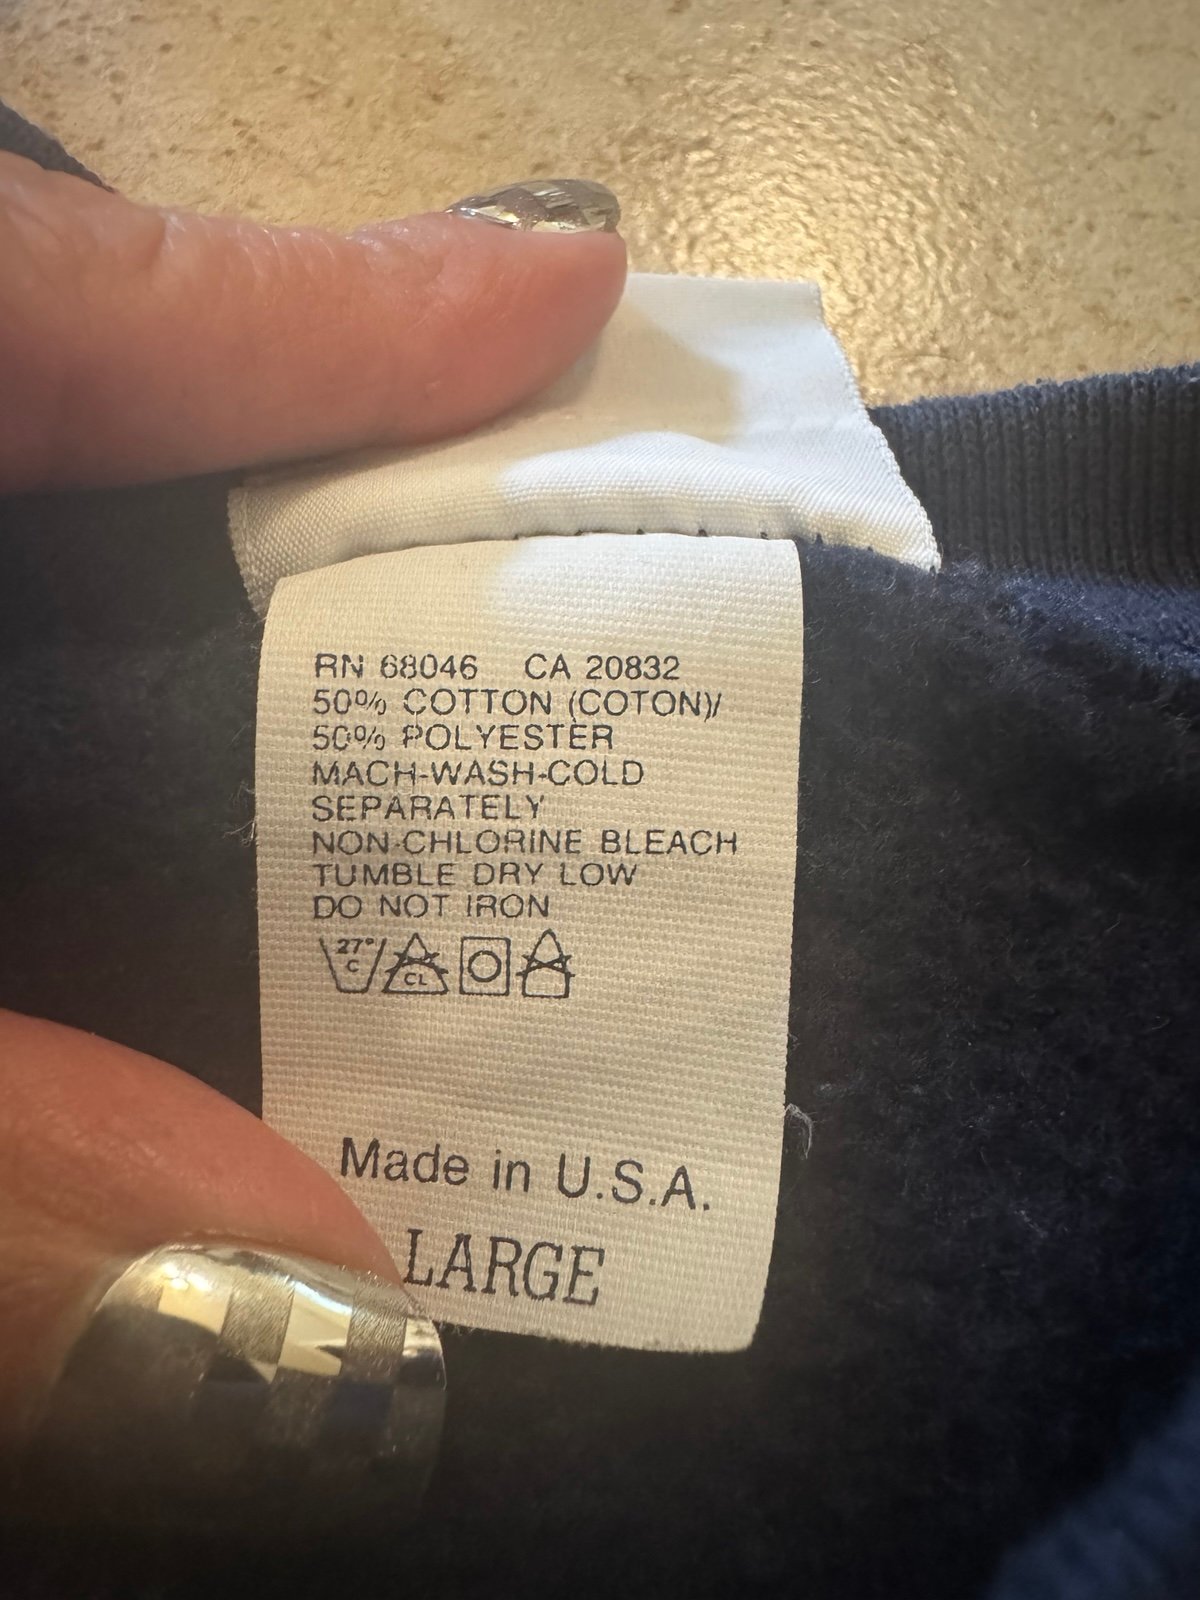 RN 68046 CA 20832
50% COTTON (COTON)/
50% POLYESTER
MACH-WASH-COLD
SEPARATELY
NON-CHLORINE BLEACH
TUMBLE DRY LOW
DO NOT IRON
27° C CL
Made in U.S.A.
LARGE